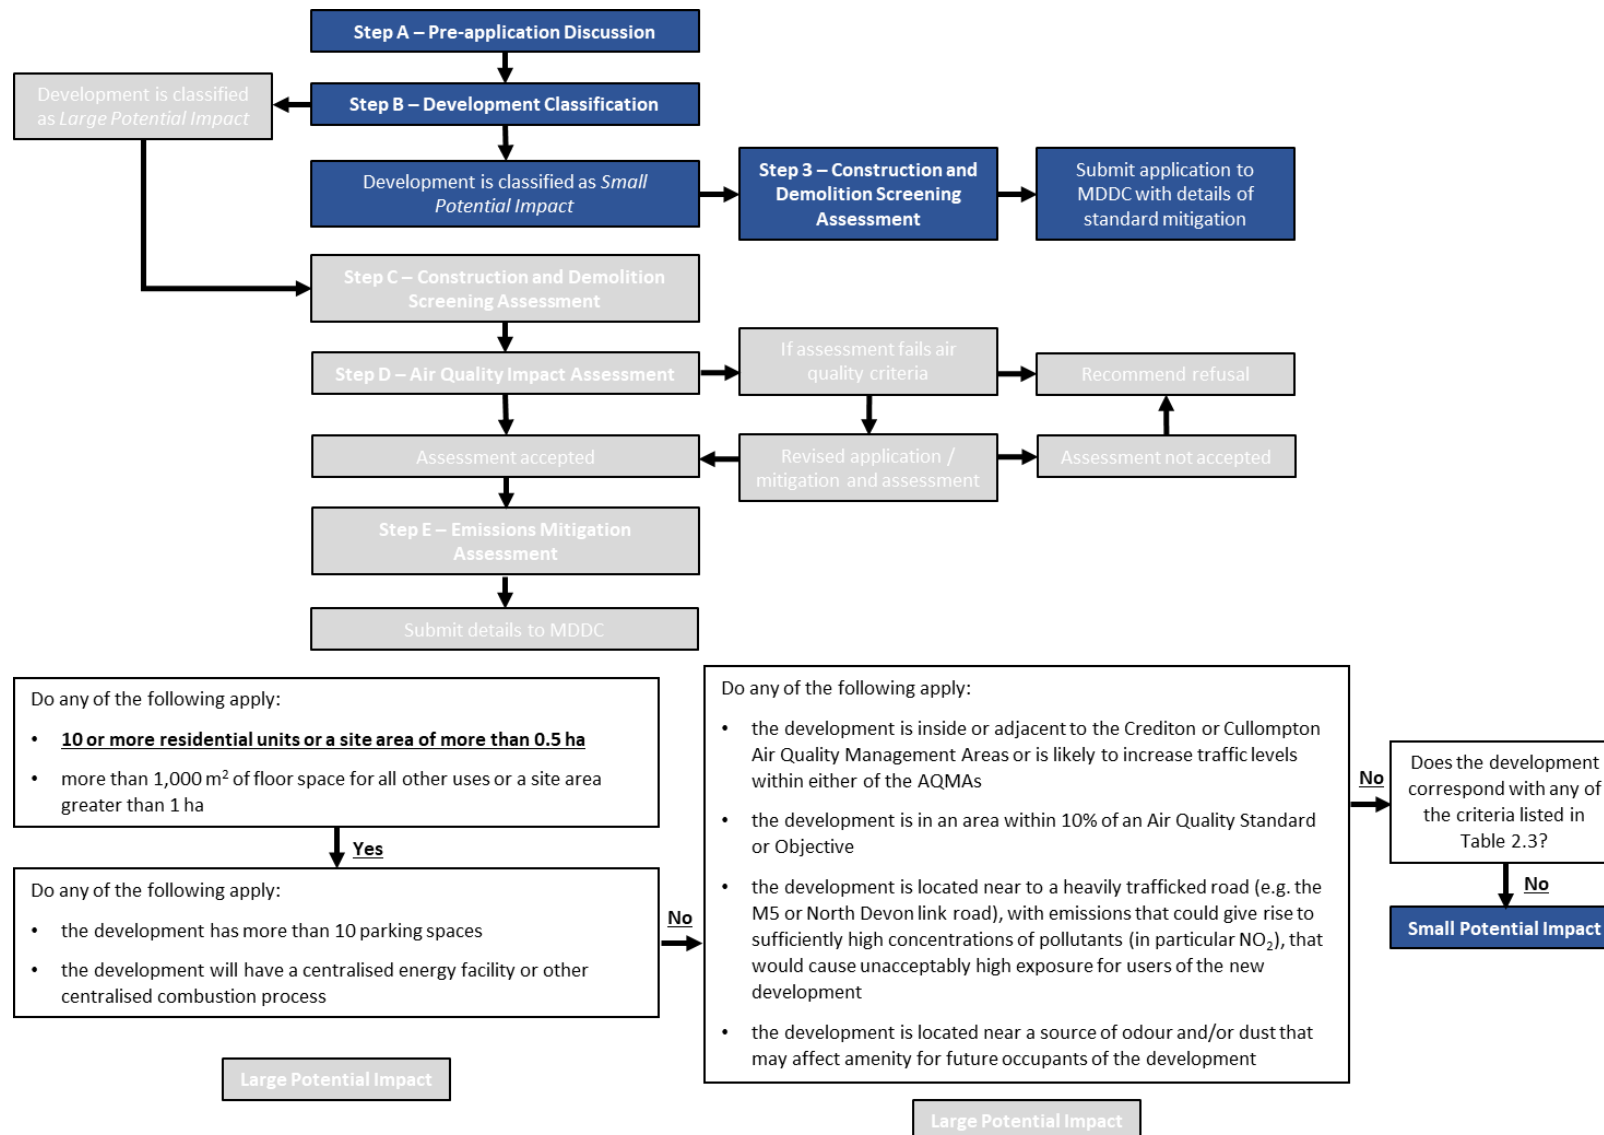 Step A – Pre-application Discussion
Development is classified
as Large Potential Impact
Step B – Development Classification
Development is classified as Small
Potential Impact
Step 3 – Construction and
Demolition Screening
Assessment
Submit application to
MDDC with details of
standard mitigation
Step C – Construction and Demolition
Screening Assessment
Step D – Air Quality Impact Assessment
If assessment fails air
quality criteria
Recommend refusal
Assessment accepted
Revised application /
mitigation and assessment
Assessment not accepted
Step E – Emissions Mitigation
Assessment
Submit details to MDDC
Do any of the following apply:
• 10 or more residential units or a site area of more than 0.5 ha
• more than 1,000 m² of floor space for all other uses or a site area
greater than 1 ha
Yes
Do any of the following apply:
• the development has more than 10 parking spaces
• the development will have a centralised energy facility or other
centralised combustion process
No
Large Potential Impact
Do any of the following apply:
• the development is inside or adjacent to the Crediton or Cullompton
Air Quality Management Areas or is likely to increase traffic levels
within either of the AQMAs
• the development is in an area within 10% of an Air Quality Standard
or Objective
• the development is located near to a heavily trafficked road (e.g. the
M5 or North Devon link road), with emissions that could give rise to
sufficiently high concentrations of pollutants (in particular NO₂), that
would cause unacceptably high exposure for users of the new
development
• the development is located near a source of odour and/or dust that
may affect amenity for future occupants of the development
Large Potential Impact
No
Does the development
correspond with any of
the criteria listed in
Table 2.3?
No
Small Potential Impact